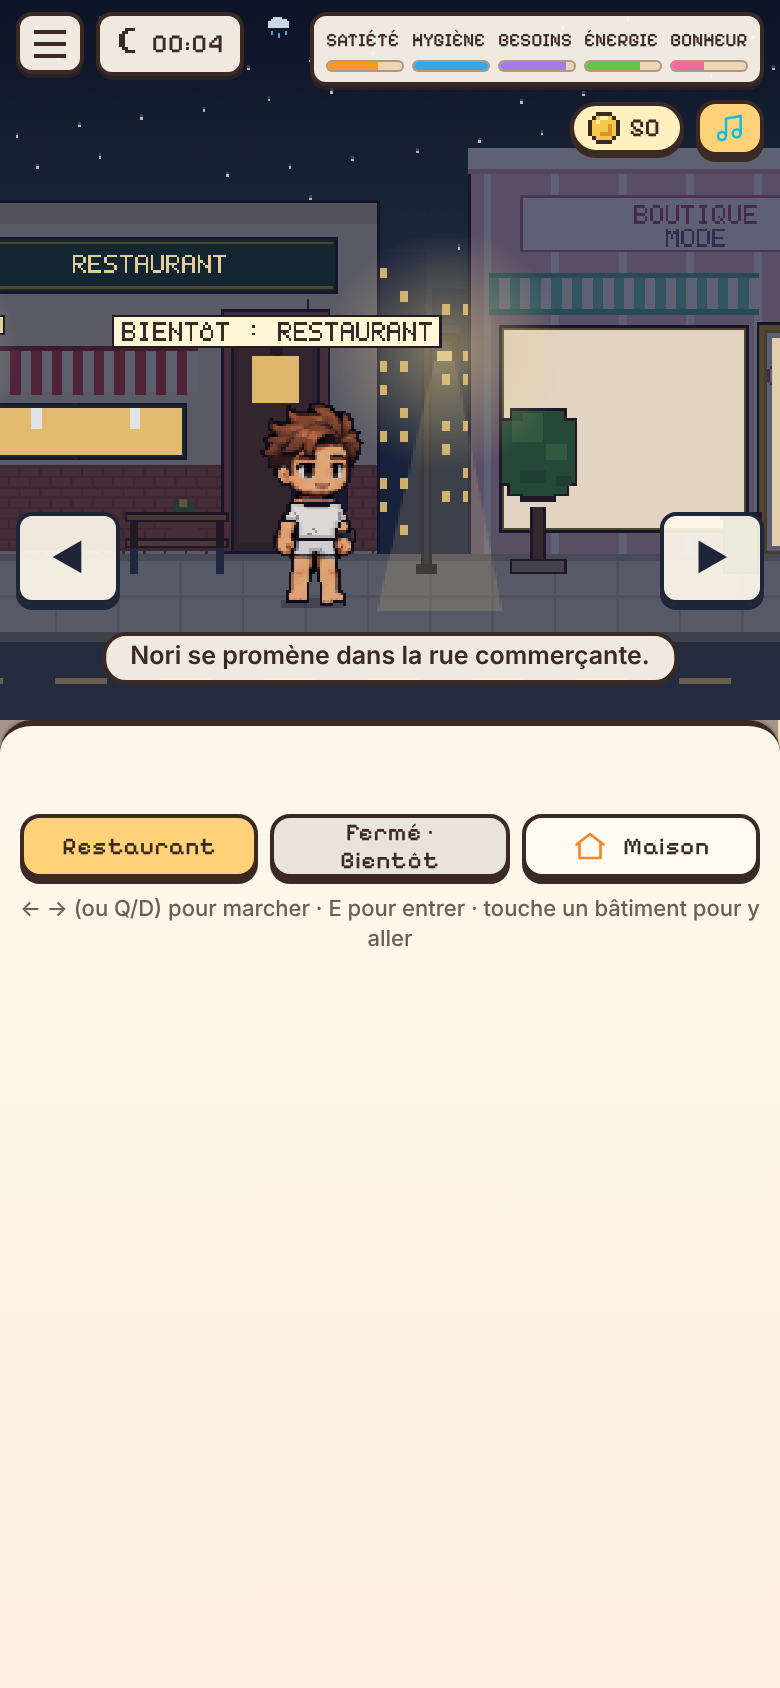 00:04
SATIÉTÉ HYGIÈNE BESOINS ÉNERGIE BONHEUR
80
BOUTIQUE
MODE
RESTAURANT
BIENTÔT : RESTAURANT
Nori se promène dans la rue commerçante.
Restaurant
Fermé ·
Bientôt
Maison
← → (ou Q/D) pour marcher · E pour entrer · touche un bâtiment pour y
aller